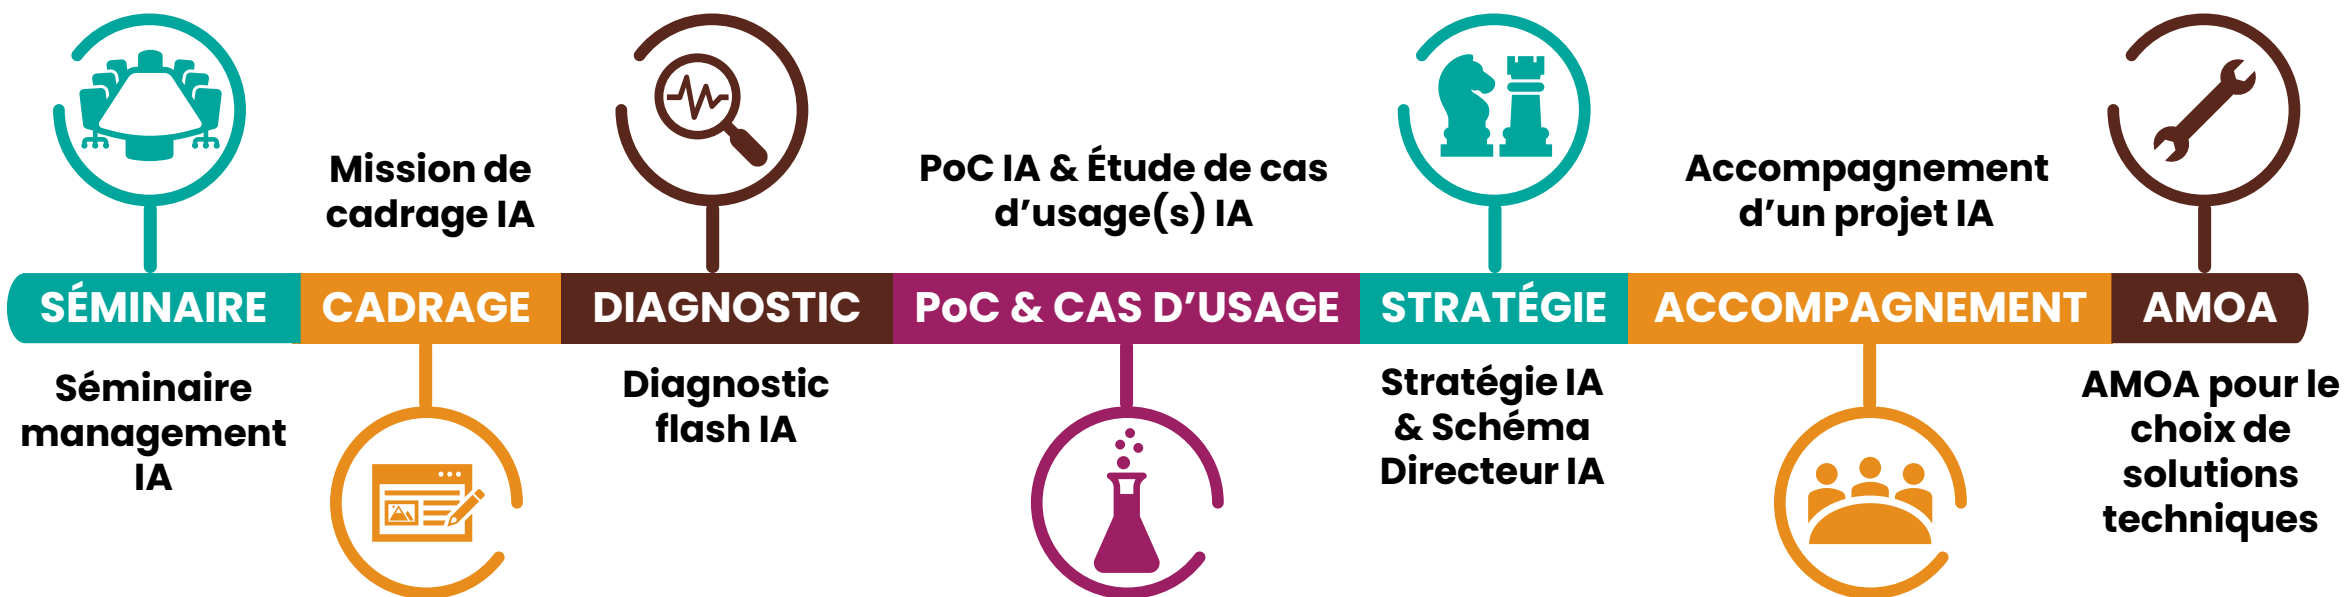 Mission de
cadrage IA
PoC IA & Étude de cas
d’usage(s) IA
Accompagnement
d’un projet IA
SÉMINAIRE
CADRAGE
DIAGNOSTIC
PoC & CAS D’USAGE
STRATÉGIE
ACCOMPAGNEMENT
AMOA
Séminaire
management
IA
Diagnostic
flash IA
Stratégie IA
& Schéma
Directeur IA
AMOA pour le
choix de
solutions
techniques